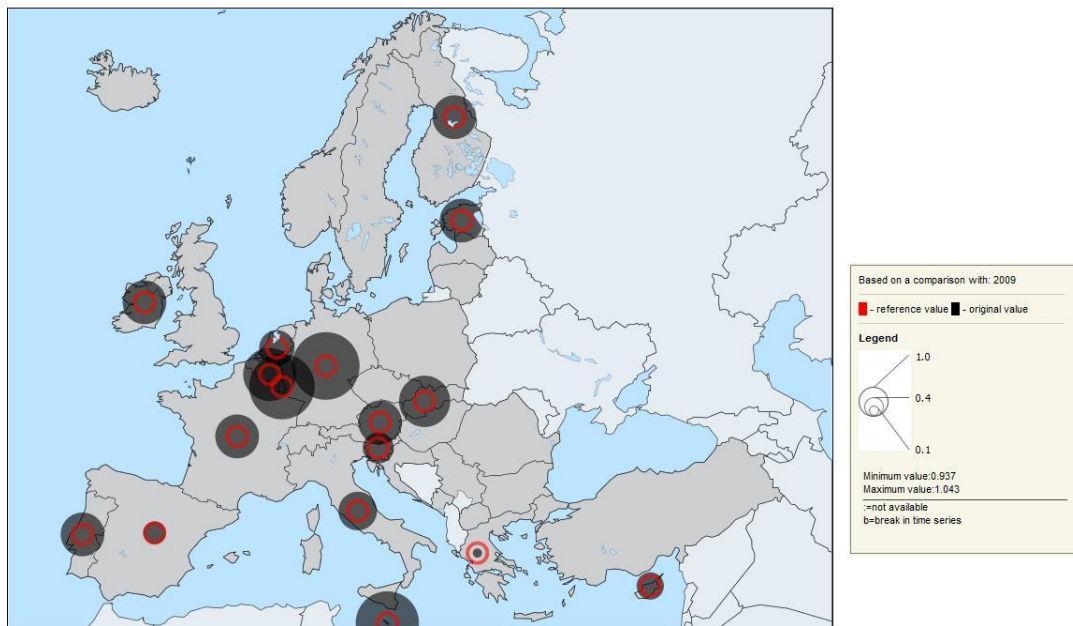 Based on a comparison with: 2009
- reference value - original value
Legend
1.0
0.4
0.1
Minimum value:0.937
Maximum value:1.043
:=not available
b=break in time series